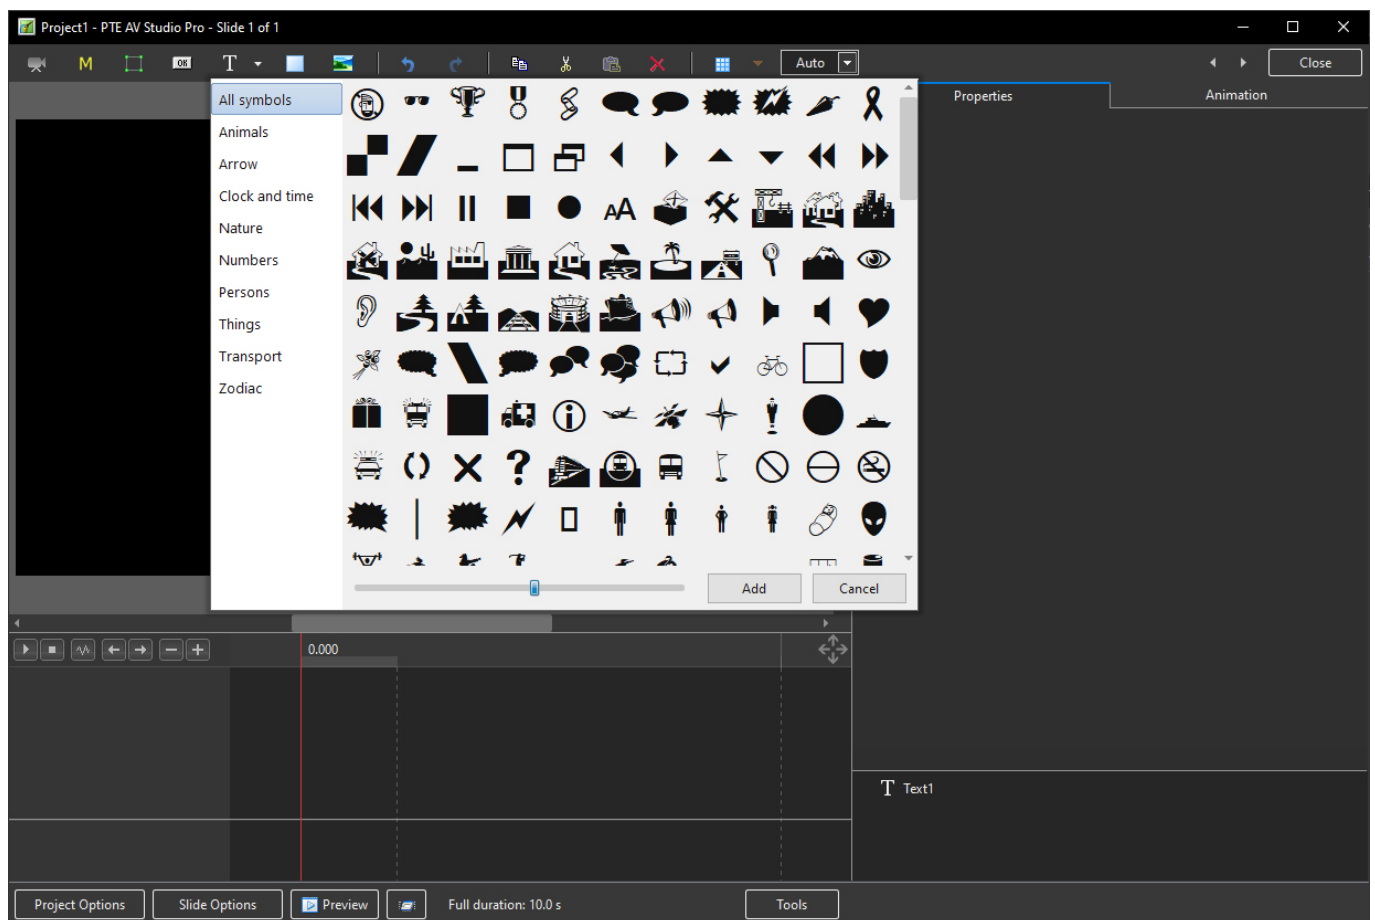 Project1 - PTE AV Studio Pro - Slide 1 of 1
M OK T Auto Close
All symbols
Animals
Arrow
Clock and time
Nature
Numbers
Persons
Things
Transport
Zodiac
AA
Add Cancel
Properties Animation
0.000
T Text1
Project Options Slide Options Preview Full duration: 10.0 s Tools